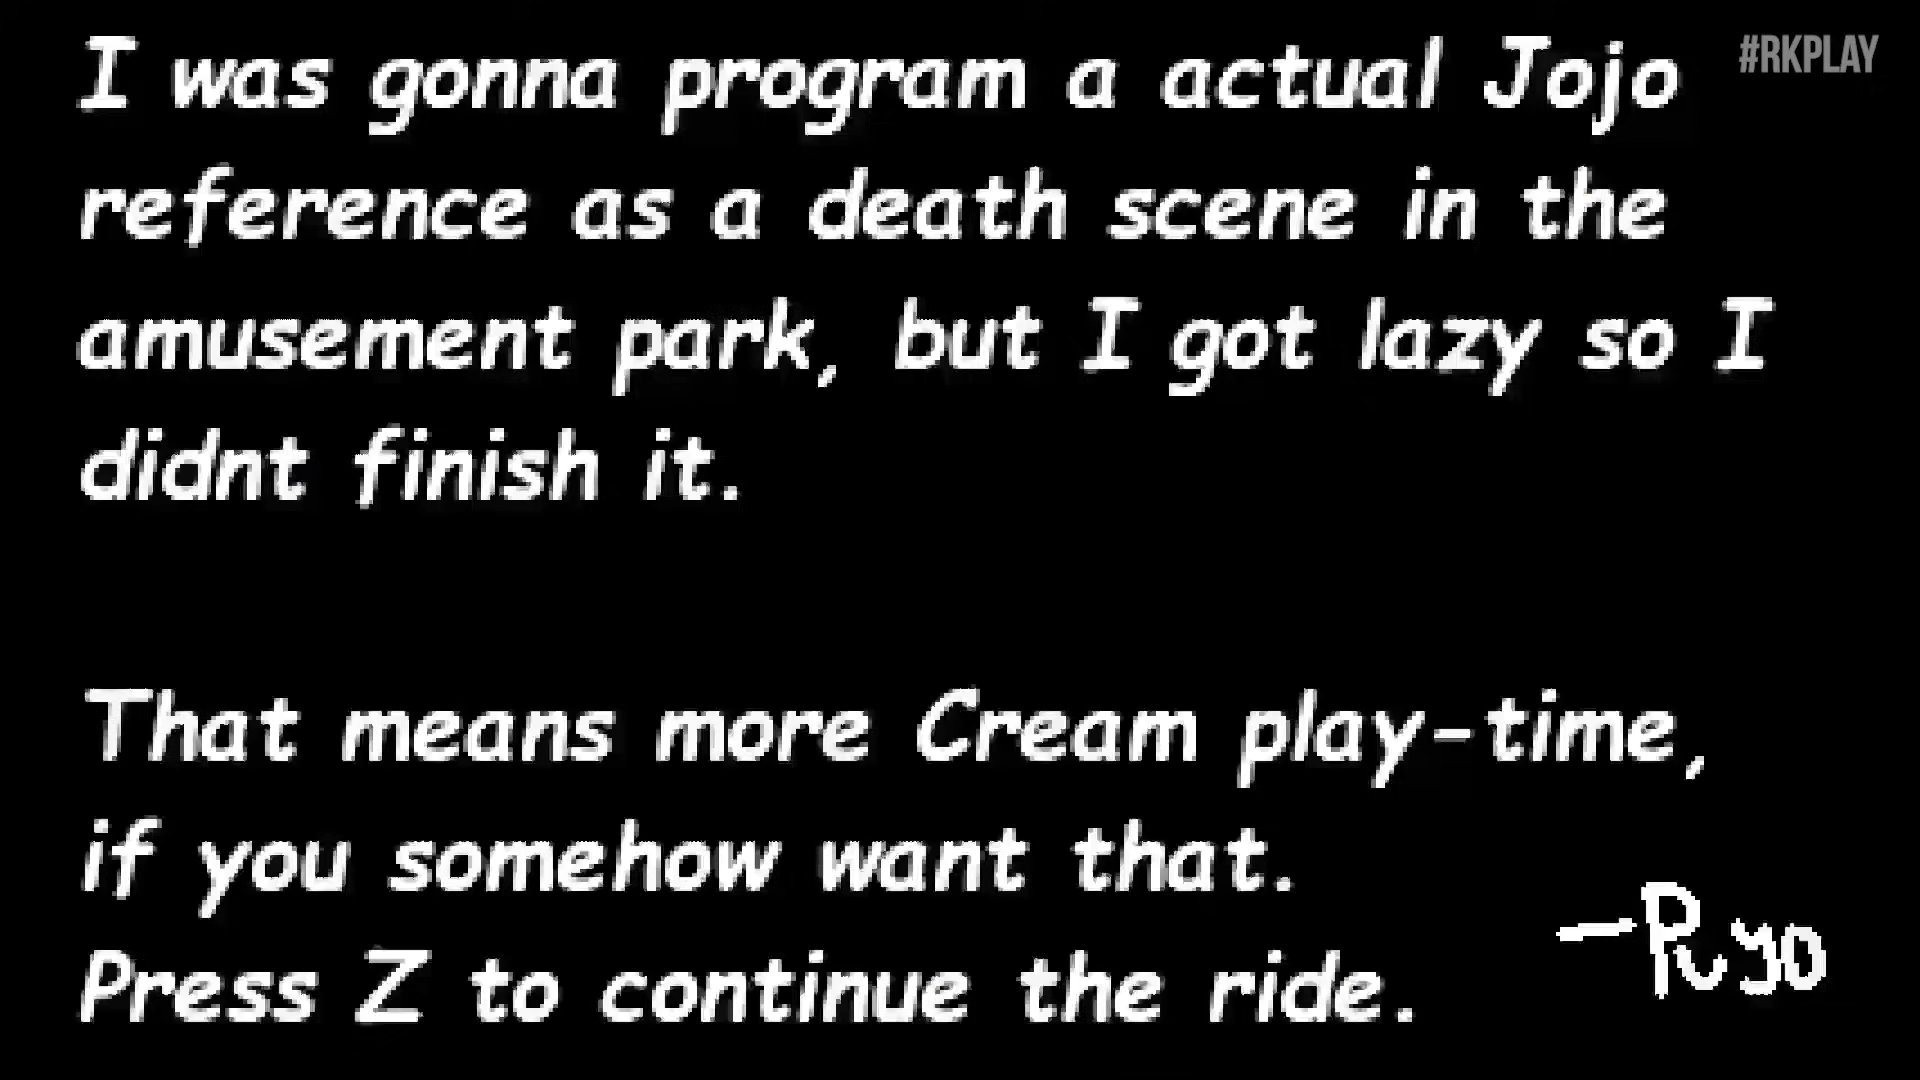 I was gonna program a actual Jojo
#RKPLAY
reference as a death scene in the
amusement park, but I got lazy so I
didnt finish it.
That means more Cream play-time,
if you somehow want that.
Press Z to continue the ride.
-Puyo